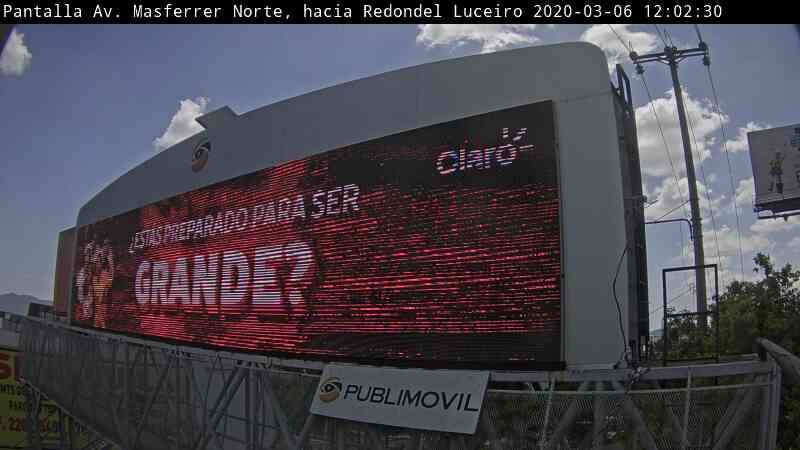 Pantalla Av. Masferrer Norte, hacia Redondel Luceiro 2020-03-06 12:02:30
Claro
¿ESTAS PREPARADO PARA SER
GRANDE?
PUBLIMOVIL